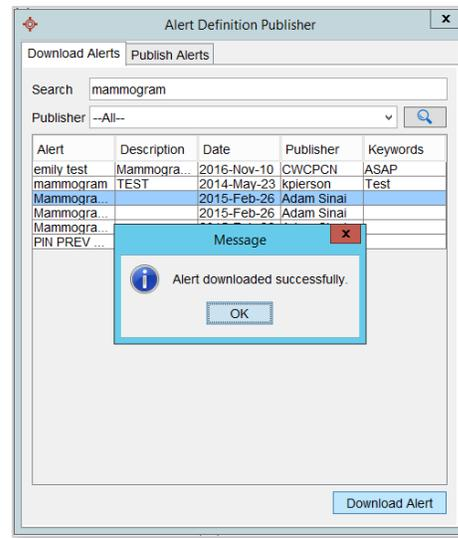 Alert Definition Publisher
x
Download Alerts Publish Alerts
Search mammogram
Publisher --All--
Alert Description Date Publisher Keywords
emily test Mammogra... 2016-Nov-10 CWCPCN ASAP
mammogram TEST 2014-May-23 kpierson Test
Mammogra... 2015-Feb-26 Adam Sinai
Mammogra... 2015-Feb-26 Adam Sinai
Mammogra...
PIN PREV ...
Message
x
Alert downloaded successfully.
OK
Download Alert